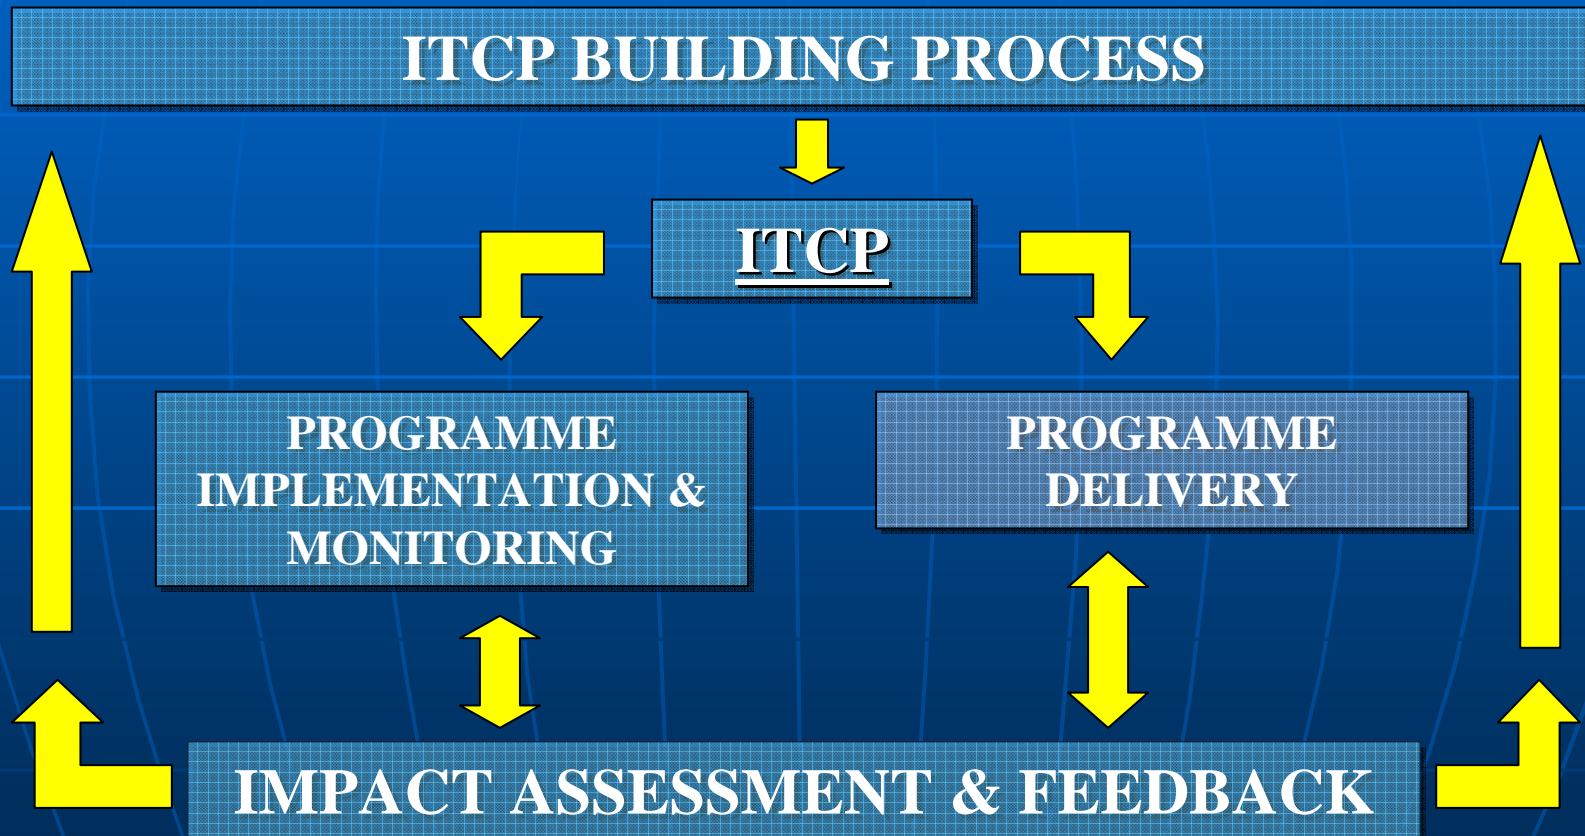 ITCP BUILDING PROCESS
ITCP
PROGRAMME
IMPLEMENTATION &
MONITORING
PROGRAMME
DELIVERY
IMPACT ASSESSMENT & FEEDBACK